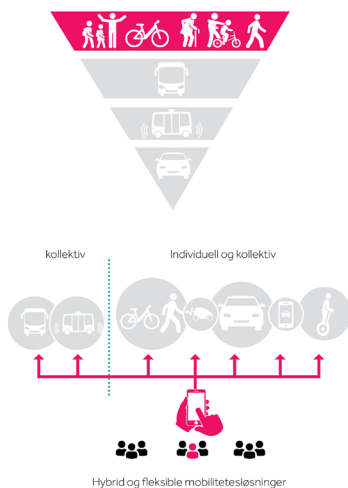 kollektiv
Individuell og kollektiv
Hybrid og fleksible mobilitetesløsninger